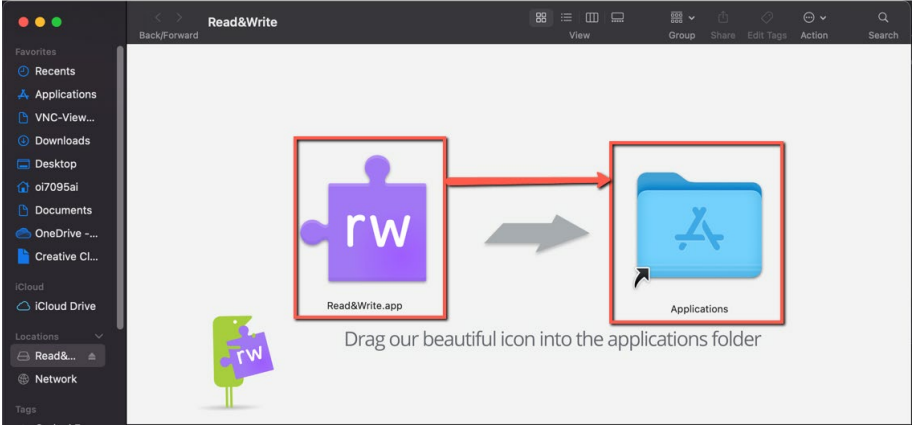 Read&Write
Back/Forward
View
Group
Share
Edit Tags
Action
Search
Favorites
Recents
Applications
VNC-View...
Downloads
Desktop
oi7095ai
Documents
OneDrive -...
Creative Cl...
iCloud
iCloud Drive
Locations
Read&...
Network
Tags
rw
Read&Write.app
Applications
Drag our beautiful icon into the applications folder
rw